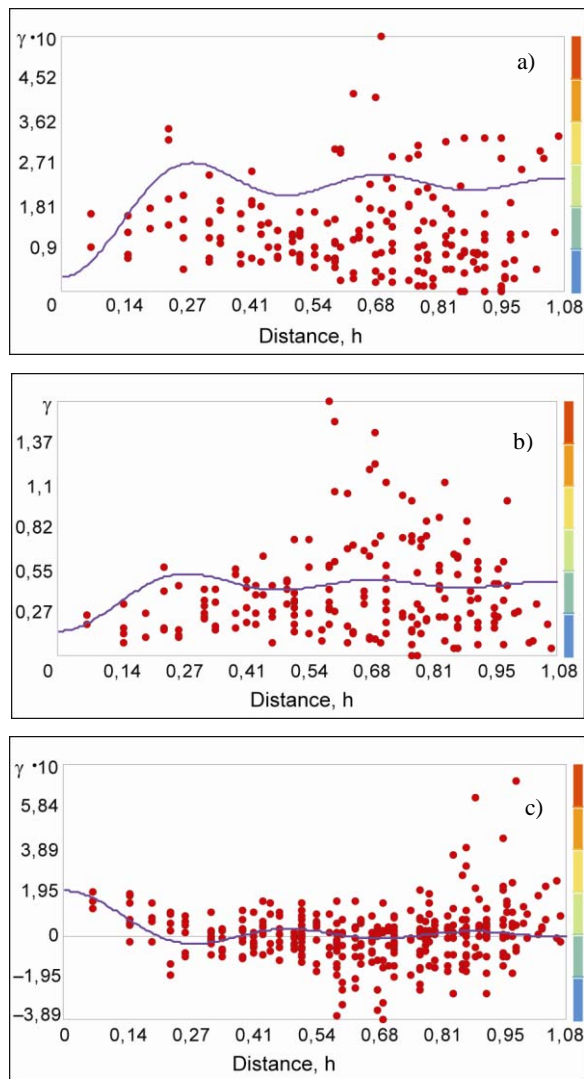 γ •10
a)
4,52
3,62
2,71
1,81
0,9
0 0,14 0,27 0,41 0,54 0,68 0,81 0,95 1,08
Distance, h
γ
b)
1,37
1,1
0,82
0,55
0,27
0 0,14 0,27 0,41 0,54 0,68 0,81 0,95 1,08
Distance, h
γ •10
c)
5,84
3,89
1,95
0
–1,95
–3,89
0 0,14 0,27 0,41 0,54 0,68 0,81 0,95 1,08
Distance, h